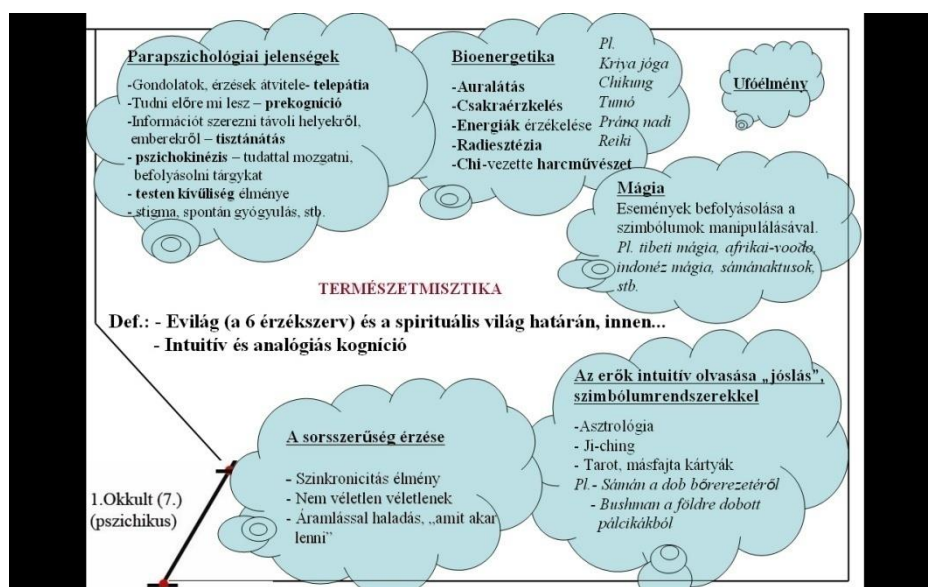 Parapszichológiai jelenségek
-Gondolatok, érzések átvitele- telepátia
-Tudni előre mi lesz – prekogníció
-Információt szerezni távoli helyekről,
emberekről – tisztánátás
- pszichokinézis – tudattal mozgatni,
befolyásolni tárgykat
- testen kívüliség élménye
- stigma, spontán gyógyulás, stb.
Bioenergetika
-Auralátás
-Csakraérzkelés
-Energiák érzékelése
-Radiesztézia
-Chi-vezette harcművészet
Pl.
Kriya jóga
Chikung
Tumó
Prána nadi
Reiki
Ufóélmény
Mágia
Események befolyásolása a
szimbólumok manipulálásával.
Pl. tibeti mágia, afrikai-voodo,
indonéz mágia, sámánaktusok,
stb.
TERMÉSZETMISZTIKA
Def.: - Evilág (a 6 érzékszerv) és a spirituális világ határán, innen...
- Intuitív és analógiás kogníció
A sorsszerűség érzése
- Szinkronicitás élmény
- Nem véletlen véletlenek
- Áramlással haladás, „amit akar
lenni”
Az erők intuitív olvasása „jóslás”,
szimbólumrendszerekkel
-Asztrológia
- Ji-ching
- Tarot, másfajta kártyák
Pl.- Sámán a dob bőrerezetéről
- Bushman a földre dobott
pálcikákból
1.Okkult (7.)
(pszichikus)